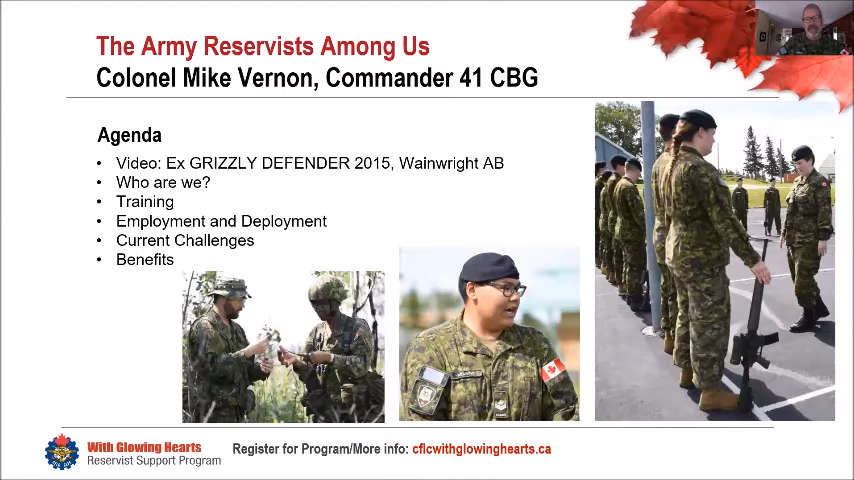 The Army Reservists Among Us
Colonel Mike Vernon, Commander 41 CBG
Agenda
• Video: Ex GRIZZLY DEFENDER 2015, Wainwright AB
• Who are we?
• Training
• Employment and Deployment
• Current Challenges
• Benefits
With Glowing Hearts
Reservist Support Program
Register for Program/More info: cflcwithglowinghearts.ca